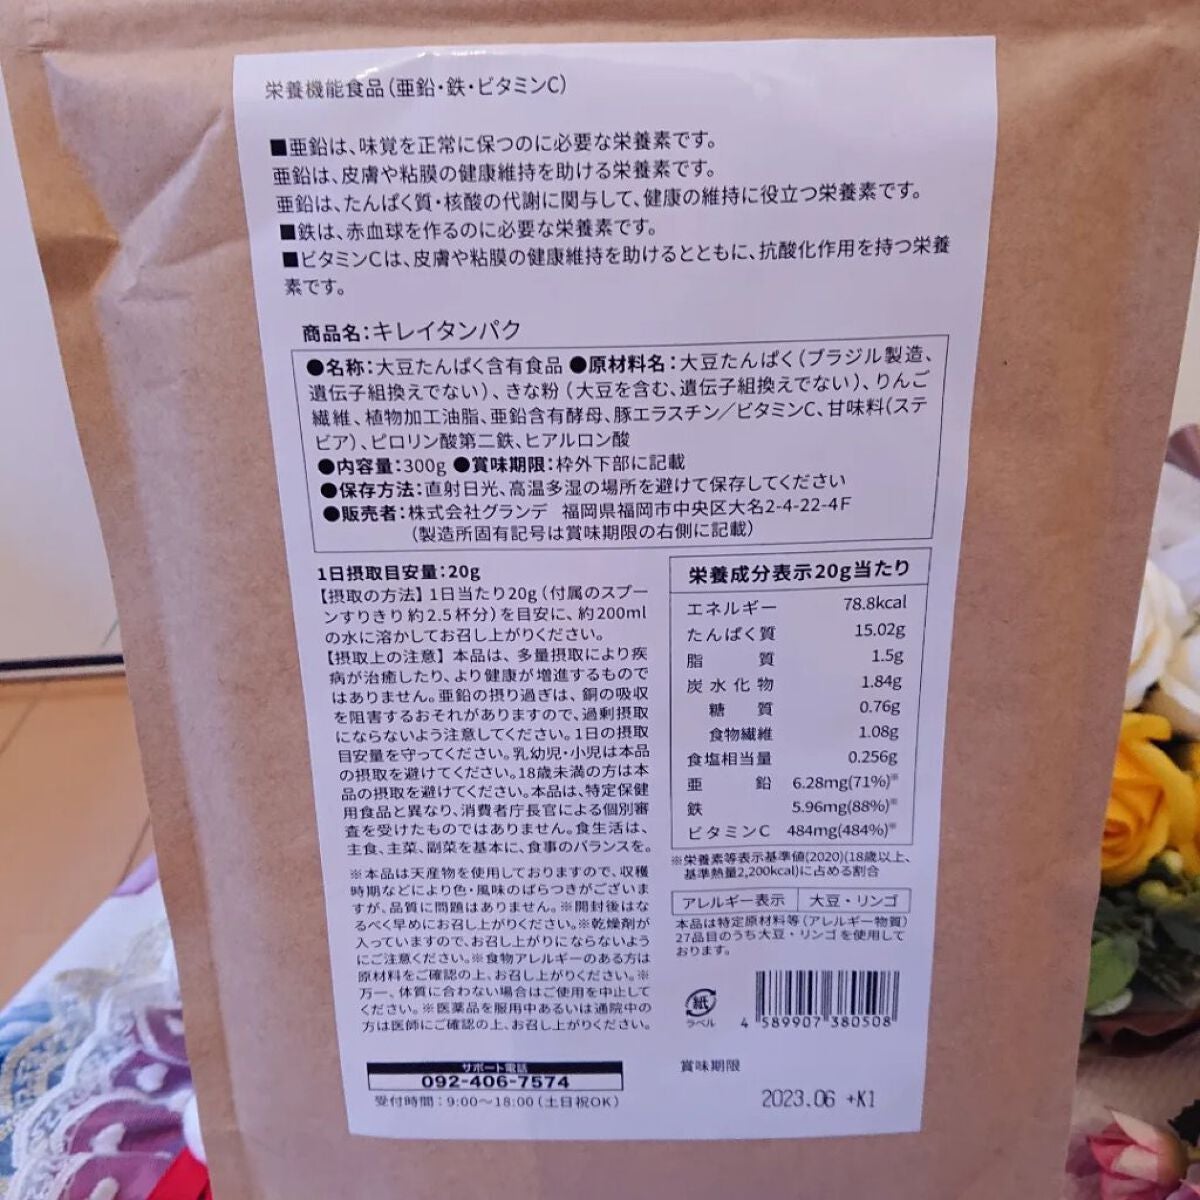 栄養機能食品(亜鉛・鉄・ビタミンC)
■亜鉛は、味覚を正常に保つのに必要な栄養素です。
亜鉛は、皮膚や粘膜の健康維持を助ける栄養素です。
亜鉛は、たんぱく質・核酸の代謝に関与して、健康の維持に役立つ栄養素です。
■鉄は、赤血球を作るのに必要な栄養素です。
■ビタミンCは、皮膚や粘膜の健康維持を助けるとともに、抗酸化作用を持つ栄養
素です。
商品名:キレイタンパク
●名称:大豆たんぱく含有食品 ●原材料名:大豆たんぱく(ブラジル製造、
遺伝子組換えでない)、きな粉(大豆を含む、遺伝子組換えでない)、りんご
繊維、植物加工油脂、亜鉛含有酵母、豚エラスチン/ビタミンC、甘味料(ステ
ビア)、ピロリン酸第二鉄、ヒアルロン酸
●内容量:300g ●賞味期限:枠外下部に記載
●保存方法:直射日光、高温多湿の場所を避けて保存してください
●販売者:株式会社グランデ 福岡県福岡市中央区大名2-4-22-4F
(製造所固有記号は賞味期限の右側に記載)
1日摂取目安量:20g
【摂取の方法】1日当たり20g(付属のスプー
ンすりきり約2.5杯分)を目安に、約200ml
の水に溶かしてお召し上がりください。
【摂取上の注意】本品は、多量摂取により疾
病が治癒したり、より健康が増進するもので
はありません。亜鉛の摂り過ぎは、銅の吸収
を阻害するおそれがありますので、過剰摂取
にならないよう注意してください。1日の摂取
目安量を守ってください。乳幼児・小児は本品
の摂取を避けてください。18歳未満の方は本
品の摂取を避けてください。本品は、特定保健
用食品と異なり、消費者庁長官による個別審
査を受けたものではありません。食生活は、
主食、主菜、副菜を基本に、食事のバランスを。
※本品は天産物を使用しておりますので、収穫
時期などにより色・風味のばらつきがございま
すが、品質に問題はありません。※開封後はな
るべく早めにお召し上がりください。※乾燥剤が
入っていますので、お召し上がりにならないよう
にご注意ください。※食物アレルギーのある方は
原材料をご確認の上、お召し上がりください。※
万一、体質に合わない場合はご使用を中止して
ください。※医薬品を服用中あるいは通院中の
方は医師にご確認の上、お召し上がりください。
サポート電話
092-406-7574
受付時間:9:00〜18:00(土日祝OK)
栄養成分表示20g当たり
エネルギー 78.8kcal
たんぱく質 15.02g
脂質 1.5g
炭水化物 1.84g
糖質 0.76g
食物繊維 1.08g
食塩相当量 0.256g
亜鉛 6.28mg(71%)※
鉄 5.96mg(88%)※
ビタミンC 484mg(484%)※
※栄養素等表示基準値(2020)(18歳以上、
基準熱量2,200kcal)に占める割合
アレルギー表示 大豆・リンゴ
本品は特定原材料等(アレルギー物質)
27品目のうち大豆・リンゴを使用して
おります。
紙
ラベル
4 589907 380508
賞味期限
2023.06 +K1